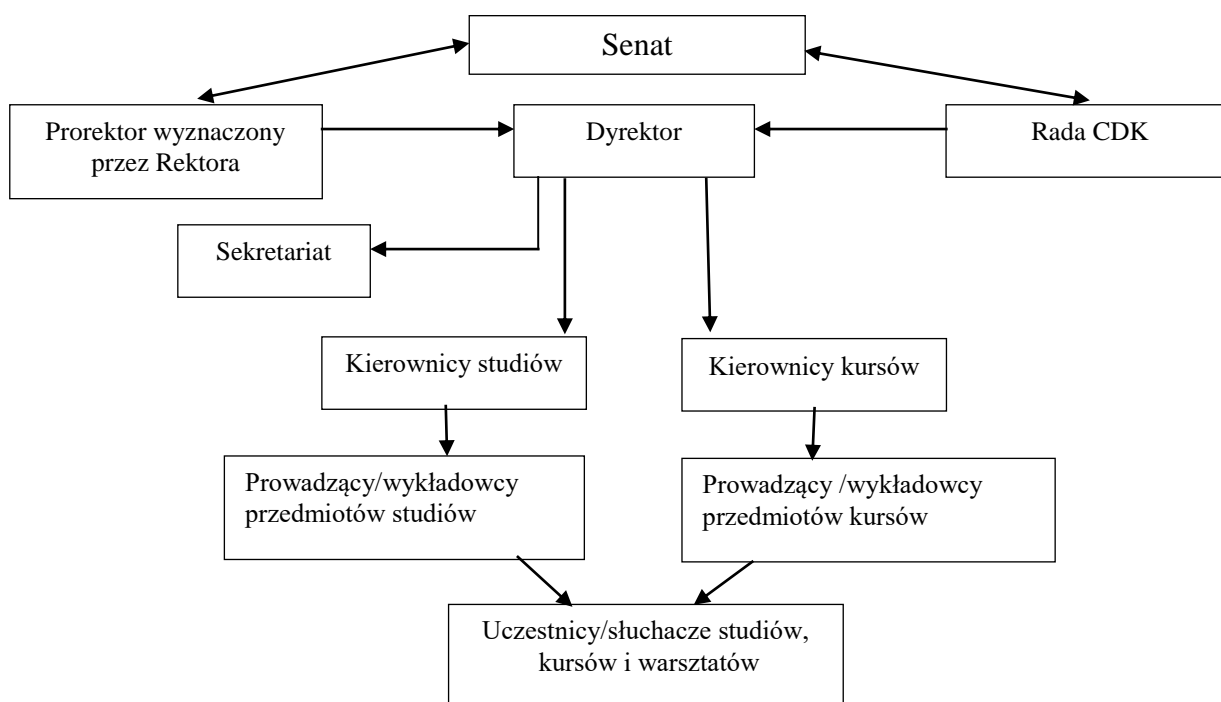 Senat
Prorektor wyznaczony
przez Rektora
Dyrektor
Rada CDK
Sekretariat
Kierownicy studiów
Kierownicy kursów
Prowadzący/wykładowcy
przedmiotów studiów
Prowadzący /wykładowcy
przedmiotów kursów
Uczestnicy/słuchacze studiów,
kursów i warsztatów